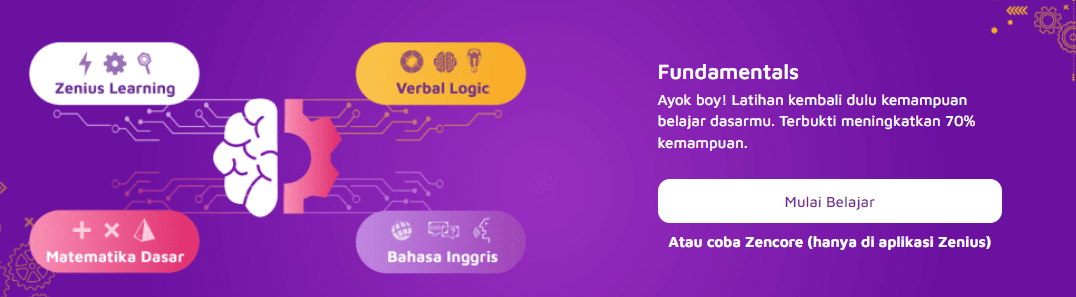 Zenius Learning
Verbal Logic
Matematika Dasar
Bahasa Inggris
Fundamentals
Ayok boy! Latihan kembali dulu kemampuan
belajar dasarmu. Terbukti meningkatkan 70%
kemampuan.
Mulai Belajar
Atau coba Zencore (hanya di aplikasi Zenius)